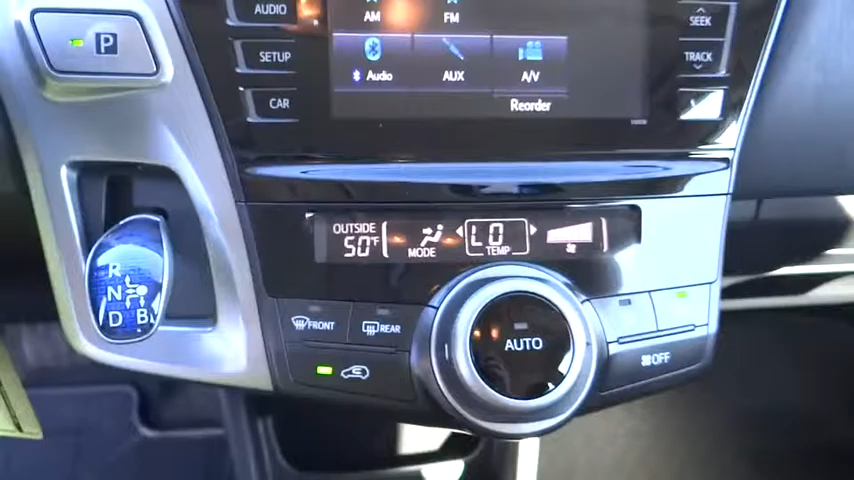 AUDIO
AM
FM
SEEK
P
SETUP
Audio
AUX
A/V
TRACK
CAR
Reorder
OUTSIDE
50°F
MODE
LO
TEMP
R
N
D
B
FRONT
REAR
AUTO
OFF